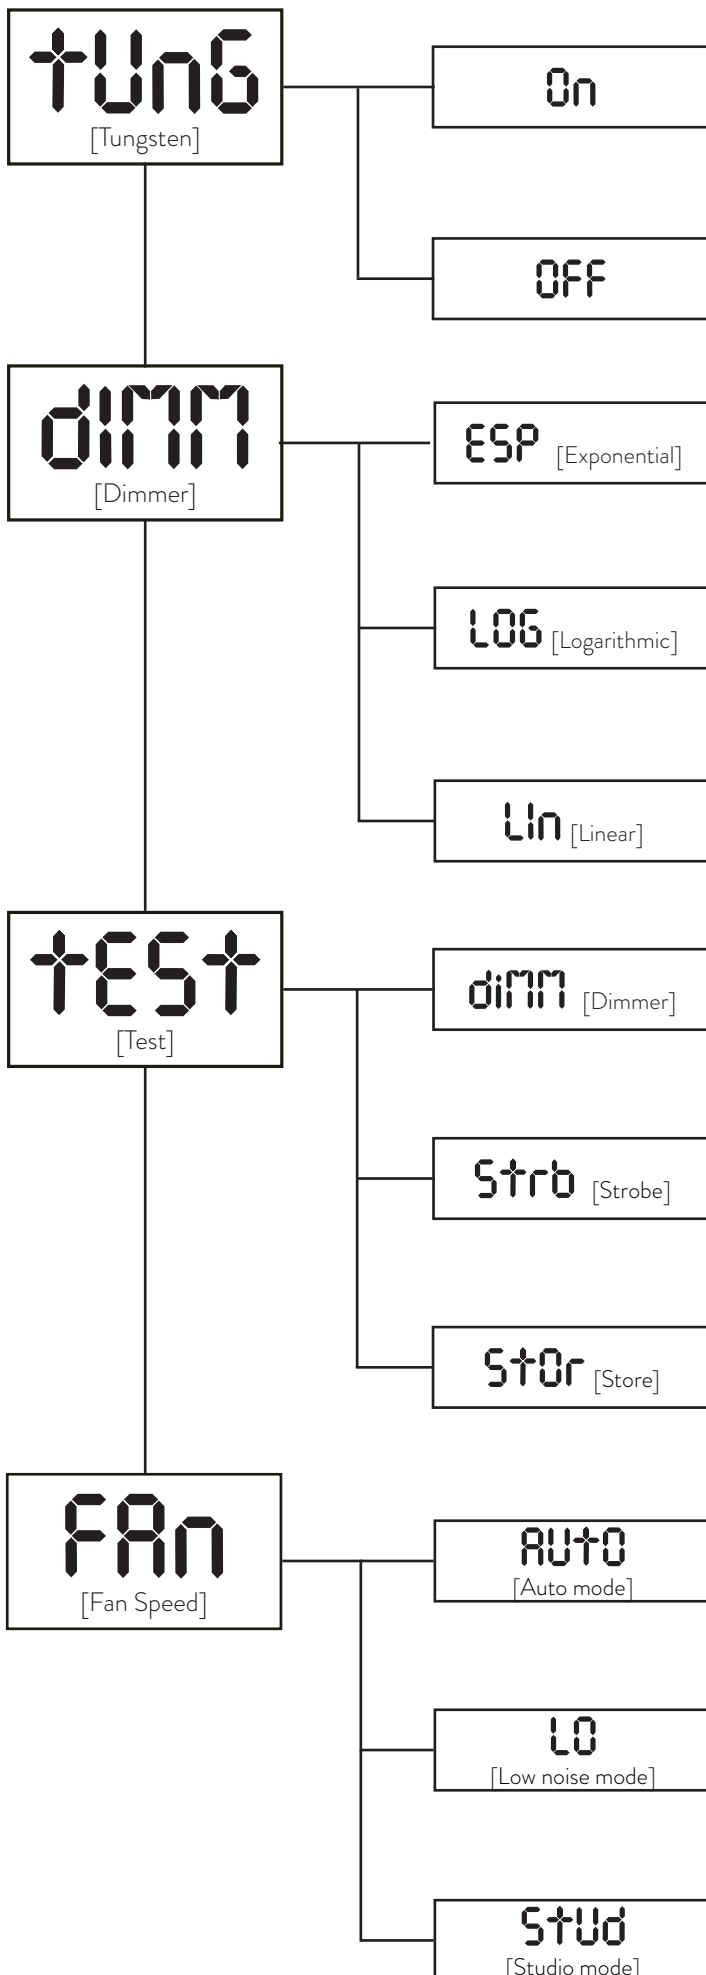 tUnG
[Tungsten]
On
OFF
dIMM
[Dimmer]
ESP [Exponential]
LOG [Logarithmic]
LIn [Linear]
tESt
[Test]
diMM [Dimmer]
Strb [Strobe]
StOr [Store]
FAn
[Fan Speed]
AUtO
[Auto mode]
LO
[Low noise mode]
StUd
[Studio mode]